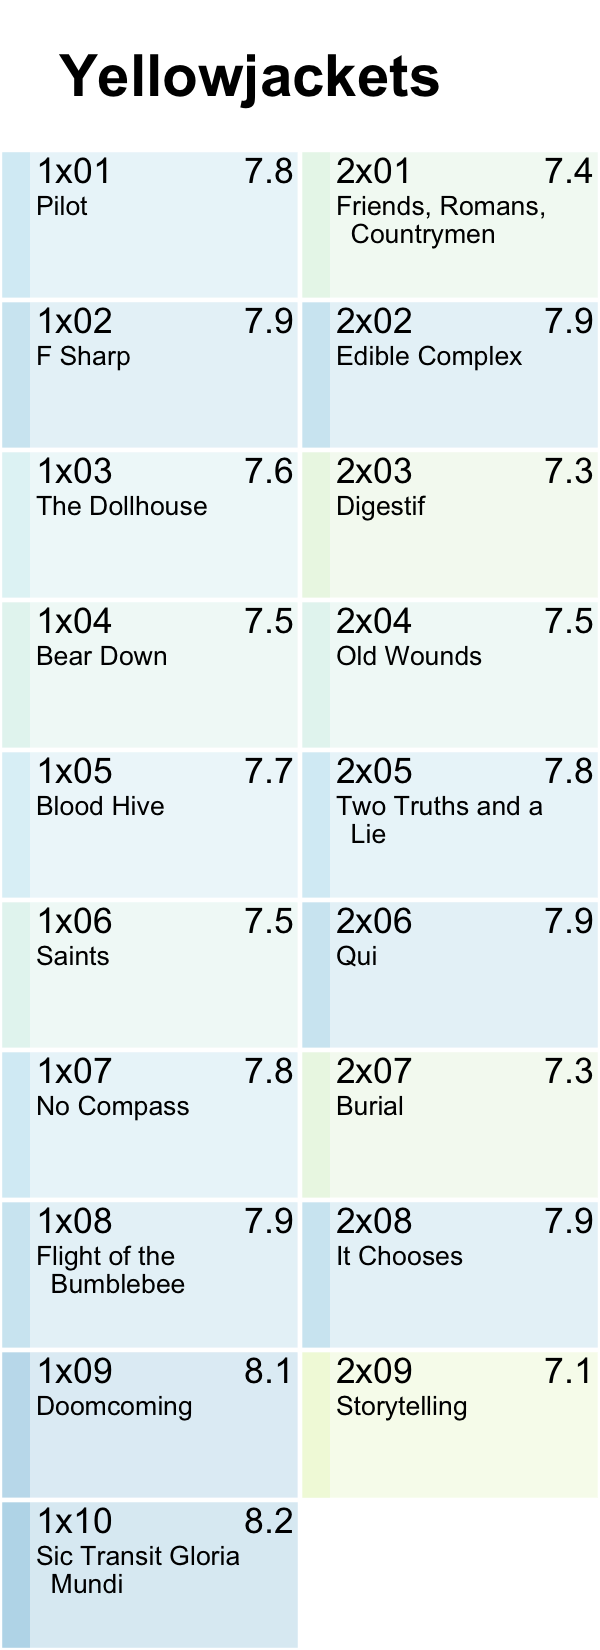 Yellowjackets
1x01 7.8
Pilot
1x02 7.9
F Sharp
1x03 7.6
The Dollhouse
1x04 7.5
Bear Down
1x05 7.7
Blood Hive
1x06 7.5
Saints
1x07 7.8
No Compass
1x08 7.9
Flight of the
Bumblebee
1x09 8.1
Doomcoming
1x10 8.2
Sic Transit Gloria
Mundi
2x01 7.4
Friends, Romans,
Countrymen
2x02 7.9
Edible Complex
2x03 7.3
Digestif
2x04 7.5
Old Wounds
2x05 7.8
Two Truths and a
Lie
2x06 7.9
Qui
2x07 7.3
Burial
2x08 7.9
It Chooses
2x09 7.1
Storytelling